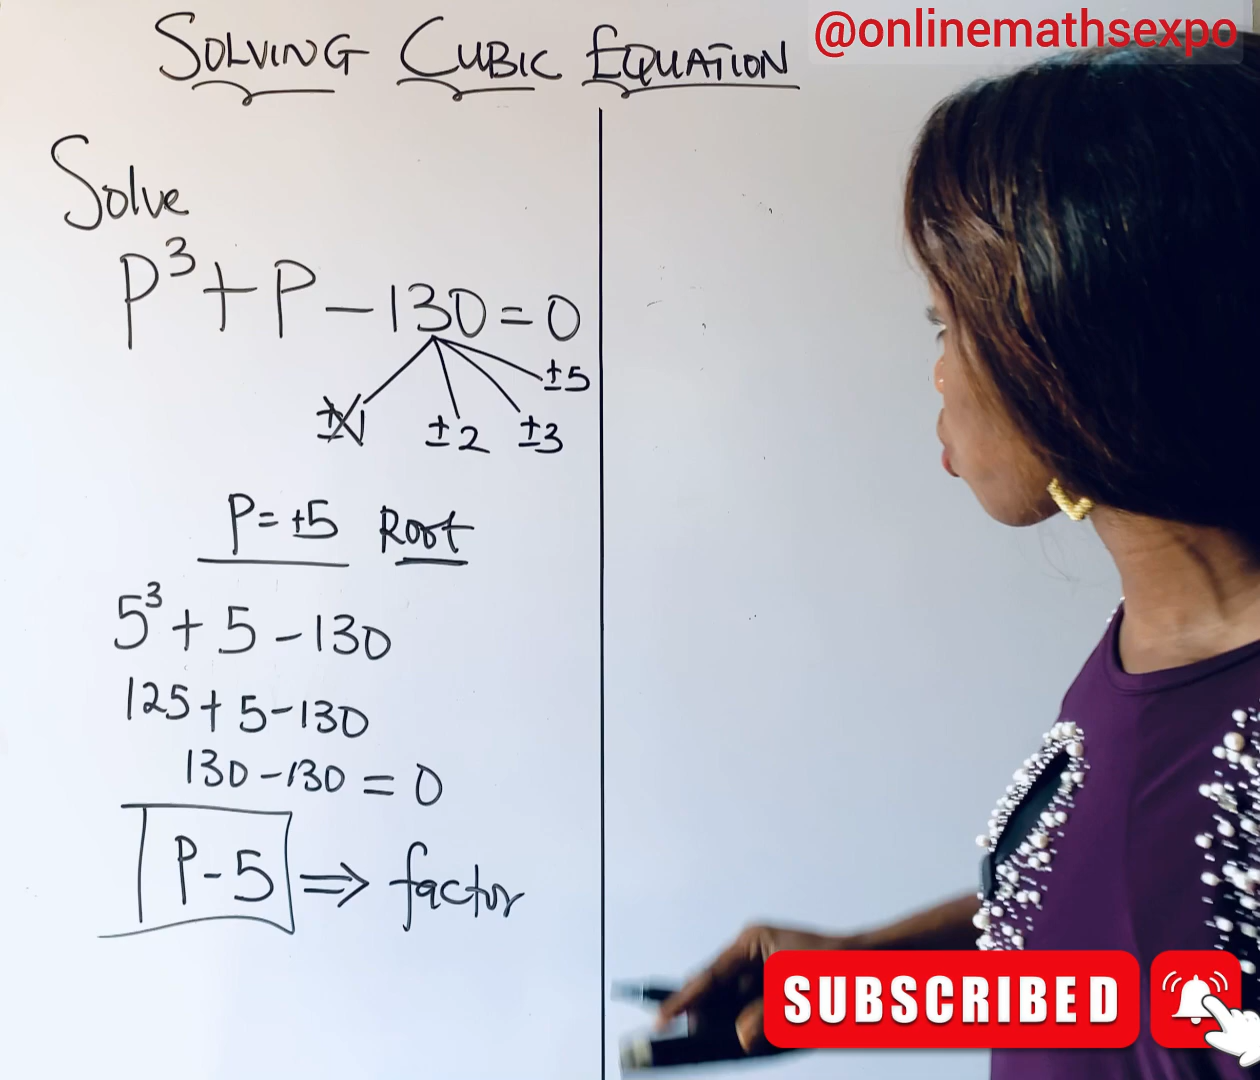 SOLVING CUBIC EQUATION
@onlinemathsexpo
Solve
P³+P-130=0
±1 ±2 ±3 ±5
P=+5 Root
5³+5-130
125+5-130
130-130=0
P-5 ⇒ factor
SUBSCRIBED